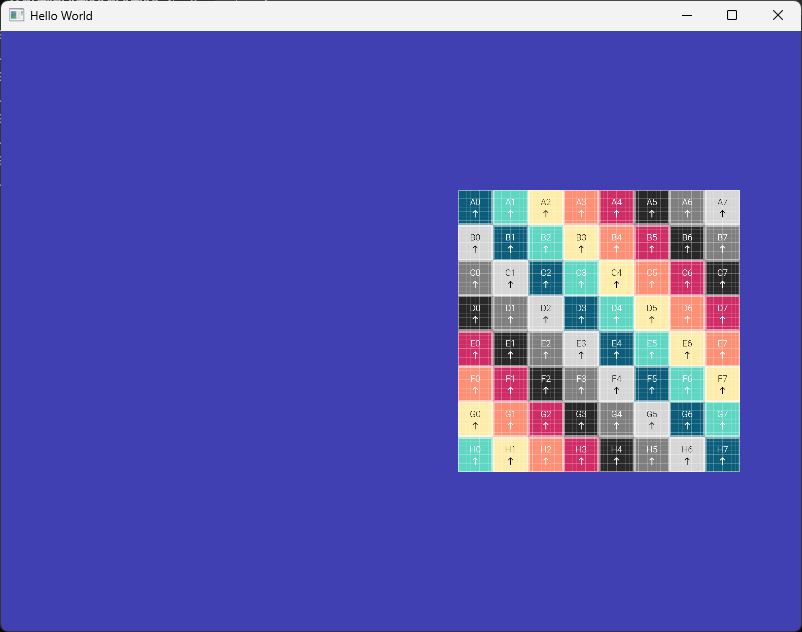 Hello World
A0 A1 A2 A3 A4 A5 A6 A7
↑ ↑ ↑ ↑ ↑ ↑ ↑ ↑
B0 B1 B2 B3 B4 B5 B6 B7
↑ ↑ ↑ ↑ ↑ ↑ ↑ ↑
C0 C1 C2 C3 C4 C5 C6 C7
↑ ↑ ↑ ↑ ↑ ↑ ↑ ↑
D0 D1 D2 D3 D4 D5 D6 D7
↑ ↑ ↑ ↑ ↑ ↑ ↑ ↑
E0 E1 E2 E3 E4 E5 E6 E7
↑ ↑ ↑ ↑ ↑ ↑ ↑ ↑
F0 F1 F2 F3 F4 F5 F6 F7
↑ ↑ ↑ ↑ ↑ ↑ ↑ ↑
G0 G1 G2 G3 G4 G5 G6 G7
↑ ↑ ↑ ↑ ↑ ↑ ↑ ↑
H0 H1 H2 H3 H4 H5 H6 H7
↑ ↑ ↑ ↑ ↑ ↑ ↑ ↑